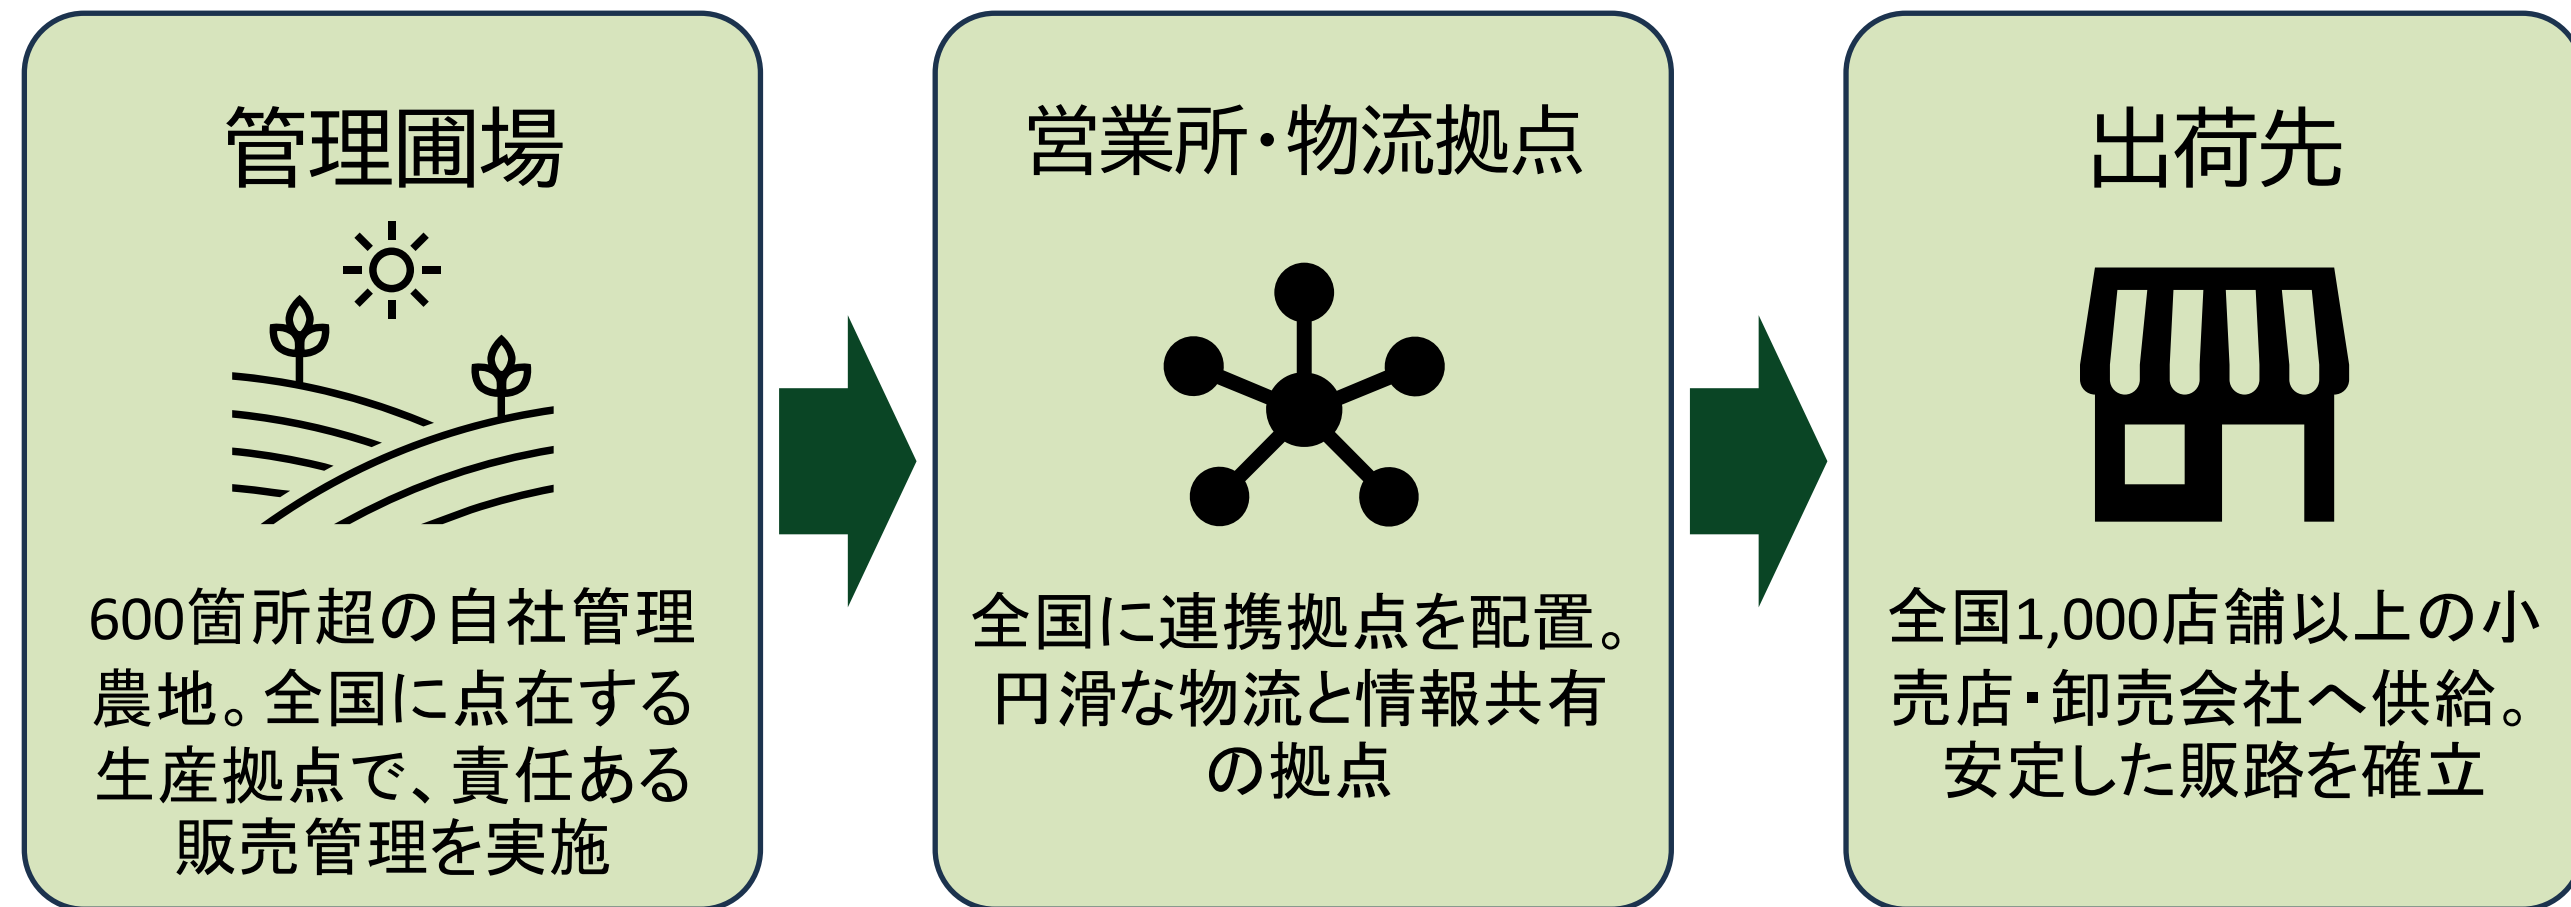 管理圃場
600箇所超の自社管理
農地。全国に点在する
生産拠点で、責任ある
販売管理を実施
営業所・物流拠点
全国に連携拠点を配置。
円滑な物流と情報共有
の拠点
出荷先
全国1,000店舗以上の小
売店・卸売会社へ供給。
安定した販路を確立